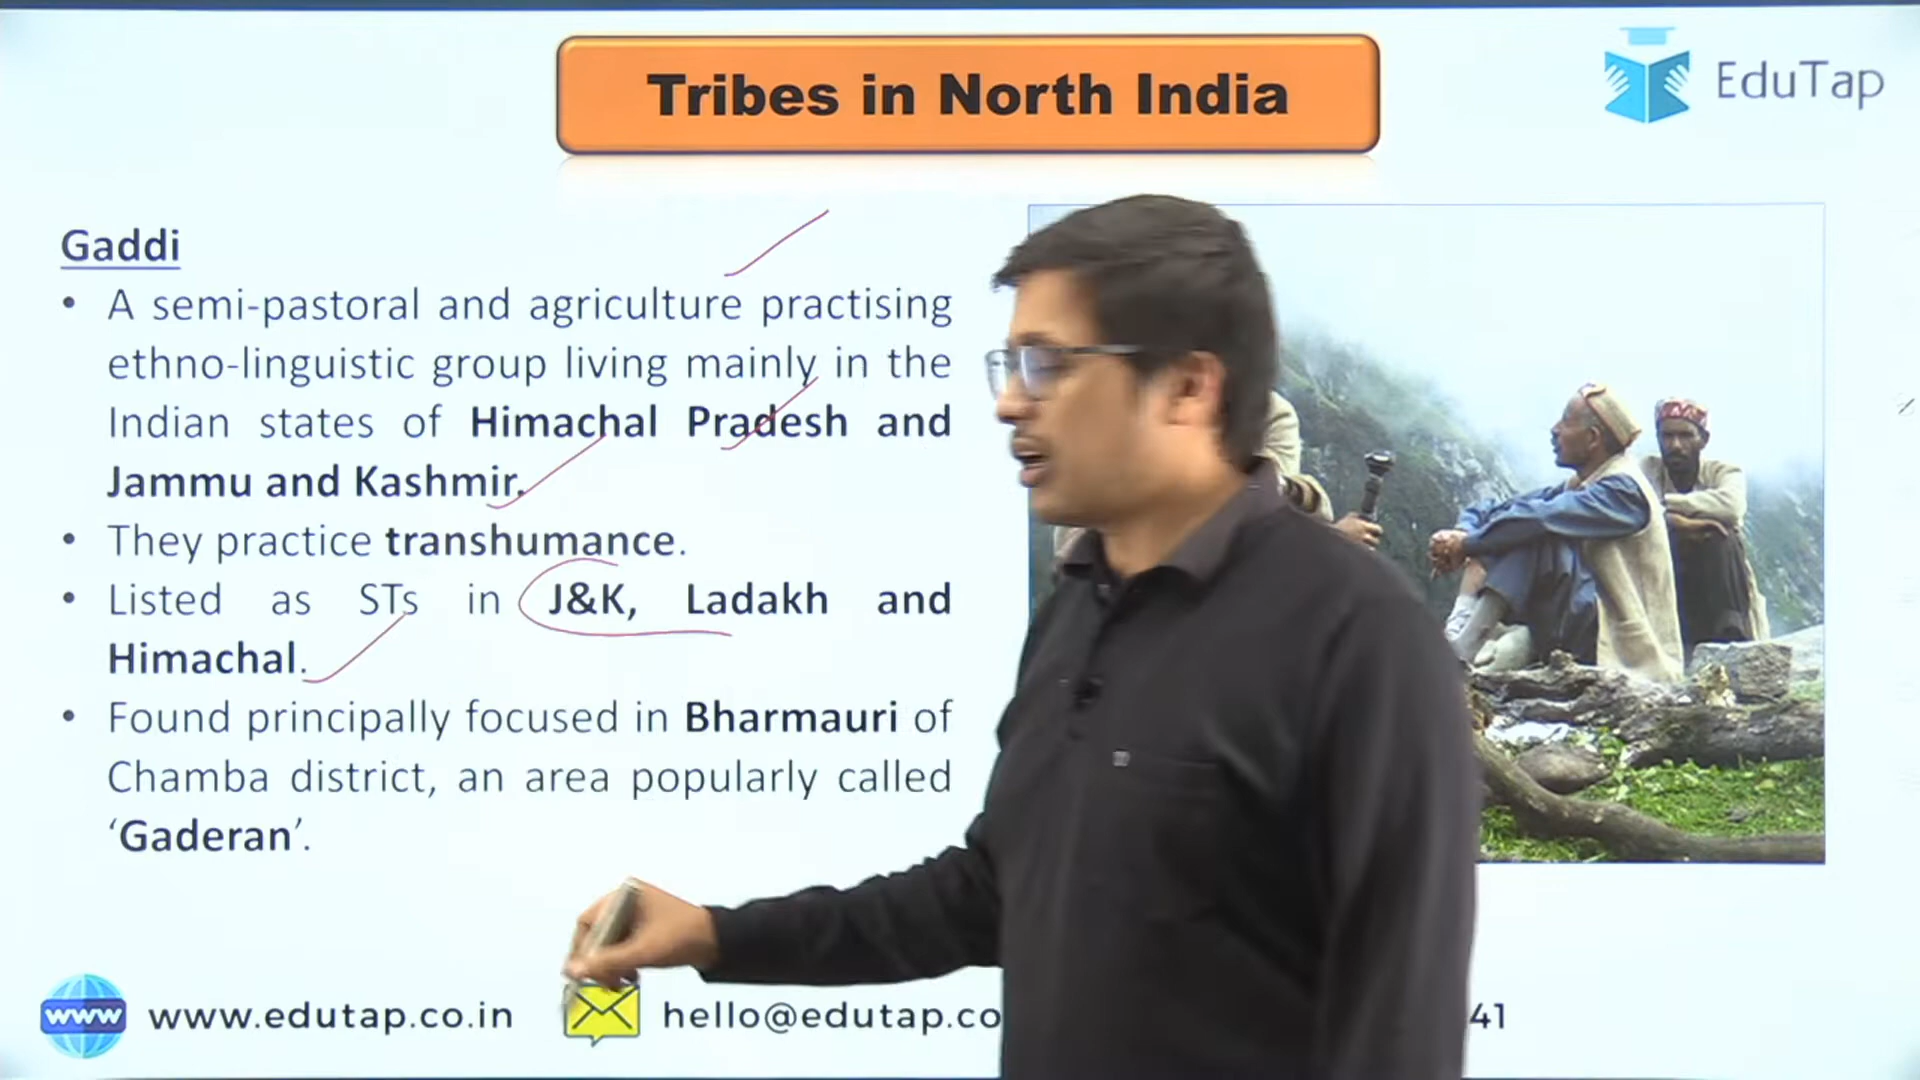 Tribes in North India
EduTap
Gaddi
• A semi-pastoral and agriculture practising
ethno-linguistic group living mainly in the
Indian states of Himachal Pradesh and
Jammu and Kashmir.
• They practice transhumance.
• Listed as STs in J&K, Ladakh and
Himachal.
• Found principally focused in Bharmauri of
Chamba district, an area popularly called
‘Gaderan’.
www www.edutap.co.in hello@edutap.co 41